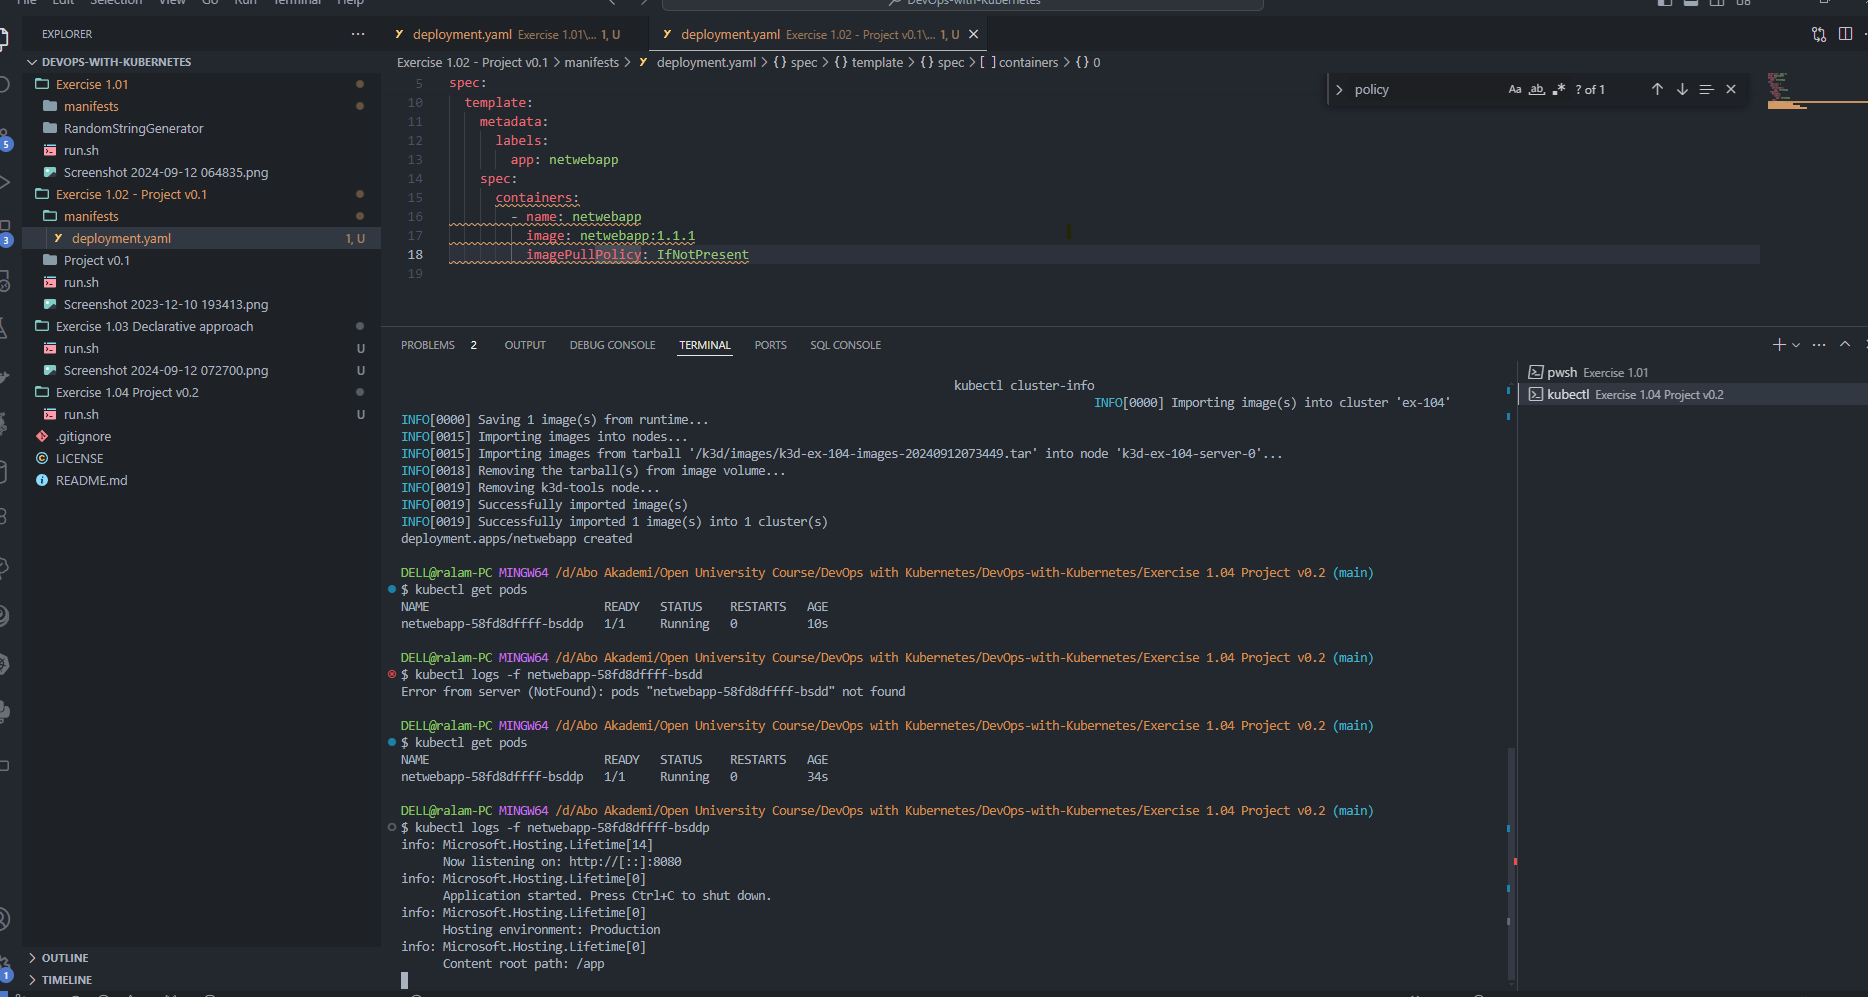 File Edit Selection View Go Run Terminal Help
DevOps-with-Kubernetes
EXPLORER
DEVOPS-WITH-KUBERNETES
Exercise 1.01
manifests
RandomStringGenerator
run.sh
Screenshot 2024-09-12 064835.png
Exercise 1.02 - Project v0.1
manifests
deployment.yaml 1, U
Project v0.1
run.sh
Screenshot 2023-12-10 193413.png
Exercise 1.03 Declarative approach
run.sh U
Screenshot 2024-09-12 072700.png U
Exercise 1.04 Project v0.2
run.sh U
.gitignore
LICENSE
README.md
OUTLINE
TIMELINE
5
3
1
deployment.yaml Exercise 1.01\... 1, U
deployment.yaml Exercise 1.02 - Project v0.1\... 1, U
Exercise 1.02 - Project v0.1 > manifests > deployment.yaml > {} spec > {} template > {} spec > [ ] containers > {} 0
policy Aa ab .* ? of 1
5 spec:
10 template:
11 metadata:
12 labels:
13 app: netwebapp
14 spec:
15 containers:
16 - name: netwebapp
17 image: netwebapp:1.1.1
18 imagePullPolicy: IfNotPresent
19
PROBLEMS 2 OUTPUT DEBUG CONSOLE TERMINAL PORTS SQL CONSOLE
pwsh Exercise 1.01
kubectl Exercise 1.04 Project v0.2
kubectl cluster-info
INFO[0000] Importing image(s) into cluster 'ex-104'
INFO[0000] Saving 1 image(s) from runtime...
INFO[0015] Importing images into nodes...
INFO[0015] Importing images from tarball '/k3d/images/k3d-ex-104-images-20240912073449.tar' into node 'k3d-ex-104-server-0'...
INFO[0018] Removing the tarball(s) from image volume...
INFO[0019] Removing k3d-tools node...
INFO[0019] Successfully imported image(s)
INFO[0019] Successfully imported 1 image(s) into 1 cluster(s)
deployment.apps/netwebapp created
DELL@ralam-PC MINGW64 /d/Abo Akademi/Open University Course/DevOps with Kubernetes/DevOps-with-Kubernetes/Exercise 1.04 Project v0.2 (main)
$ kubectl get pods
NAME READY STATUS RESTARTS AGE
netwebapp-58fd8dffff-bsddp 1/1 Running 0 10s
DELL@ralam-PC MINGW64 /d/Abo Akademi/Open University Course/DevOps with Kubernetes/DevOps-with-Kubernetes/Exercise 1.04 Project v0.2 (main)
$ kubectl logs -f netwebapp-58fd8dffff-bsdd
Error from server (NotFound): pods "netwebapp-58fd8dffff-bsdd" not found
DELL@ralam-PC MINGW64 /d/Abo Akademi/Open University Course/DevOps with Kubernetes/DevOps-with-Kubernetes/Exercise 1.04 Project v0.2 (main)
$ kubectl get pods
NAME READY STATUS RESTARTS AGE
netwebapp-58fd8dffff-bsddp 1/1 Running 0 34s
DELL@ralam-PC MINGW64 /d/Abo Akademi/Open University Course/DevOps with Kubernetes/DevOps-with-Kubernetes/Exercise 1.04 Project v0.2 (main)
$ kubectl logs -f netwebapp-58fd8dffff-bsddp
info: Microsoft.Hosting.Lifetime[14]
Now listening on: http://[::]:8080
info: Microsoft.Hosting.Lifetime[0]
Application started. Press Ctrl+C to shut down.
info: Microsoft.Hosting.Lifetime[0]
Hosting environment: Production
info: Microsoft.Hosting.Lifetime[0]
Content root path: /app